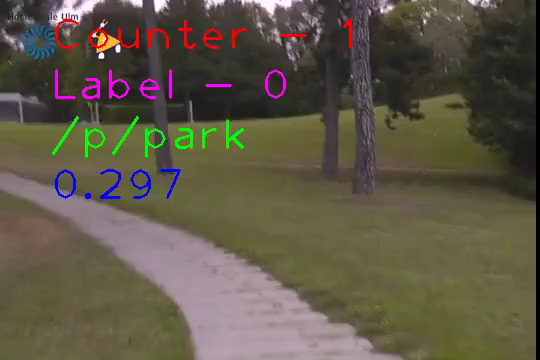 Counter - 1
Label - 0
/p/park
0.297